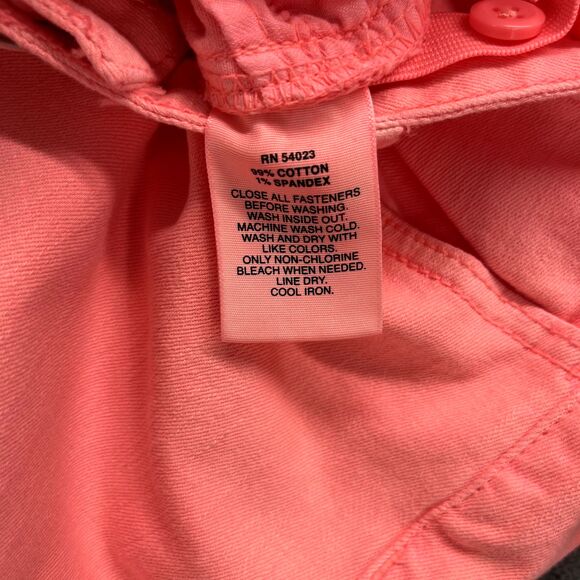 RN 54023
99% COTTON
1% SPANDEX
CLOSE ALL FASTENERS
BEFORE WASHING.
WASH INSIDE OUT.
MACHINE WASH COLD.
WASH AND DRY WITH
LIKE COLORS.
ONLY NON-CHLORINE
BLEACH WHEN NEEDED.
LINE DRY.
COOL IRON.